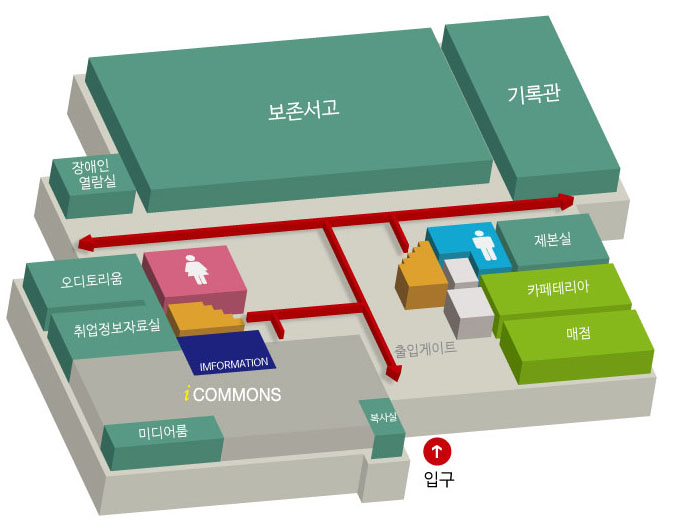 보존서고
기록관
장애인
열람실
오디토리움
제본실
취업정보자료실
카페테리아
매점
출입게이트
IMFORMATION
i COMMONS
미디어룸
복사실
입구